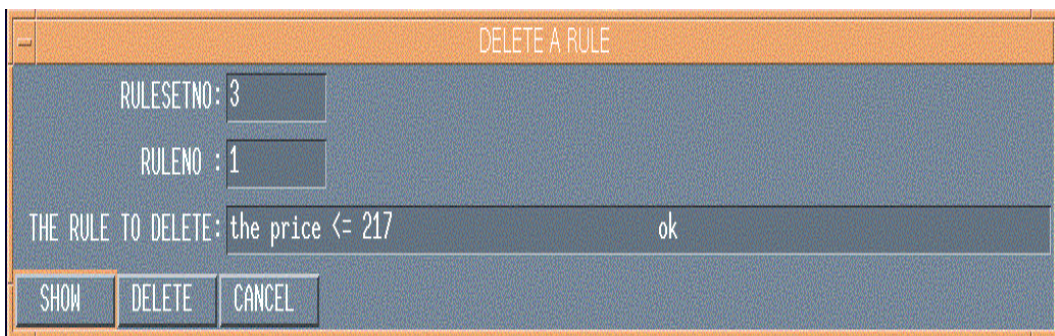 DELETE A RULE
RULESETNO: 3
RULENO : 1
THE RULE TO DELETE: the price <= 217 ok
SHOW DELETE CANCEL